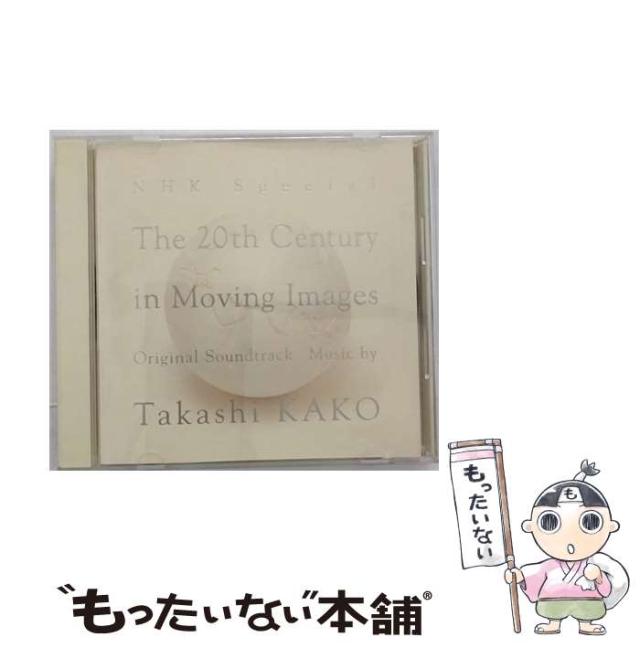 NHK Special
The 20th Century
in Moving Images
Original Soundtrack Music by
Takashi KAKO
もったいない
も
"もったいない"本舗®